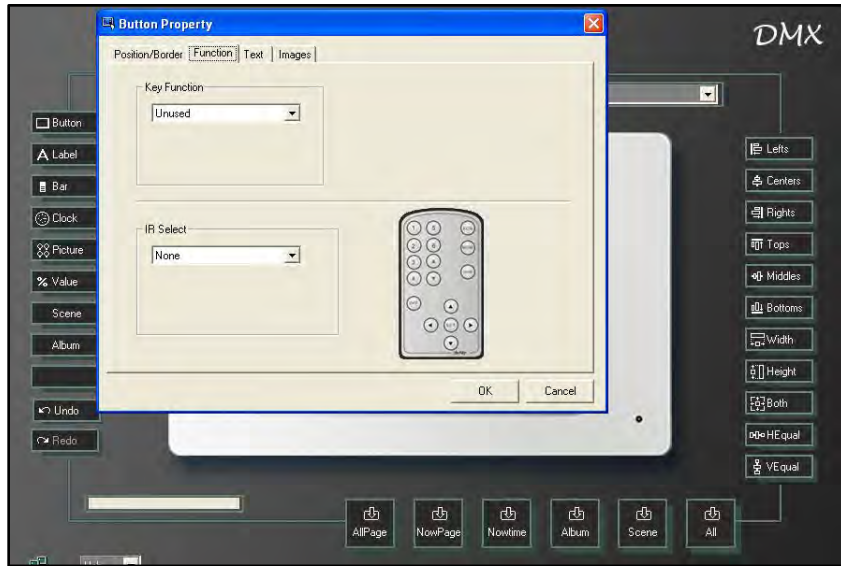 Button Property
DMX
Position/Border
Function
Text
Images
Key Function
Unused
IR Select
None
OK
Cancel
Button
Label
Bar
Clock
Picture
Value
Scene
Album
Undo
Redo
Lefts
Centers
Rights
Tops
Middles
Bottoms
Width
Height
Both
HEqual
VEqual
AllPage
NowPage
Nowtime
Album
Scene
All